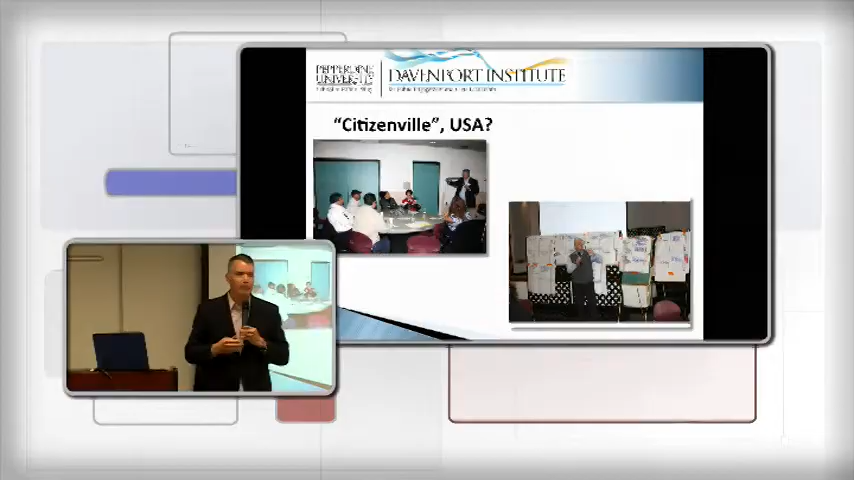 PEPPERDINE
UNIVERSITY
DAVENPORT INSTITUTE
"Citizenville", USA?